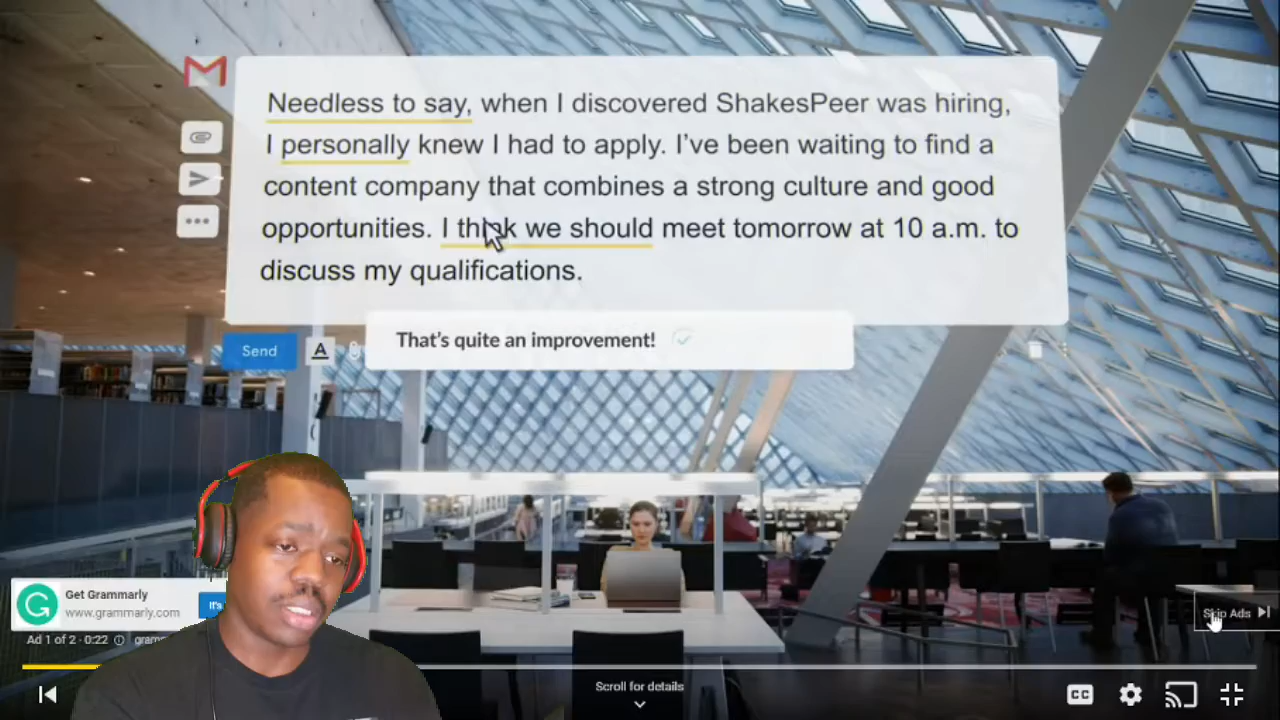 Needless to say, when I discovered ShakesPeer was hiring,
I personally knew I had to apply. I've been waiting to find a
content company that combines a strong culture and good
opportunities. I think we should meet tomorrow at 10 a.m. to
discuss my qualifications.
Send
A
That's quite an improvement!
Get Grammarly
www.grammarly.com
It's
Ad 1 of 2 · 0:22
Skip Ads
Scroll for details
CC